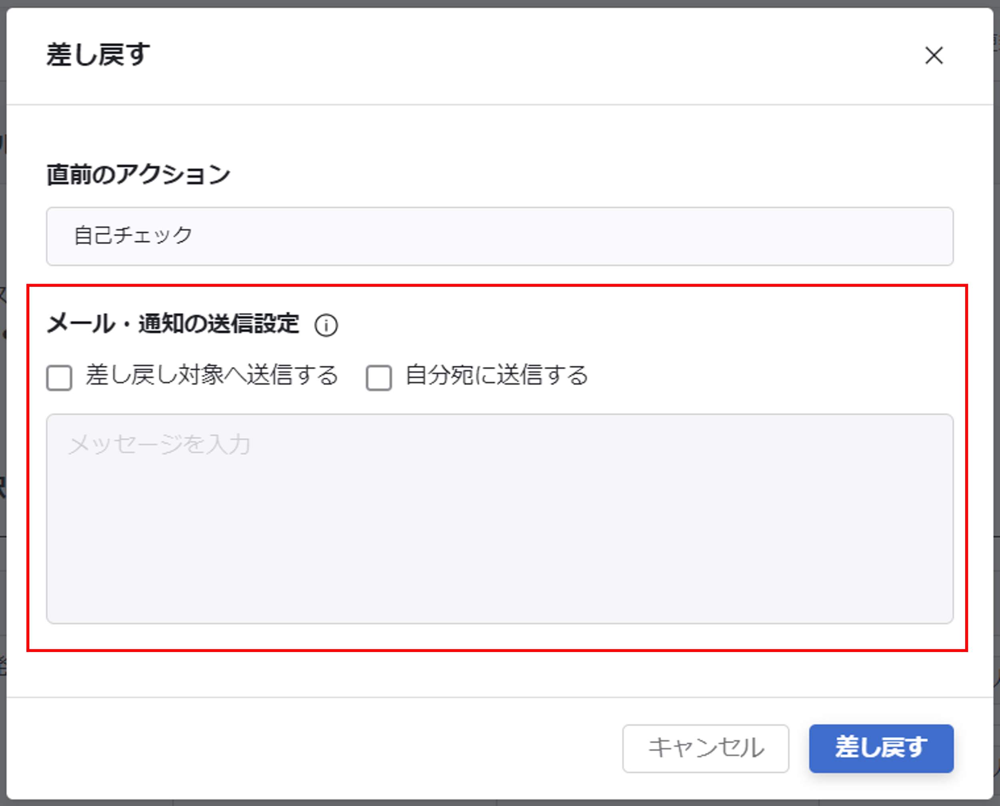 差し戻す
直前のアクション
自己チェック
メール・通知の送信設定
差し戻し対象へ送信する 自分宛に送信する
メッセージを入力
キャンセル 差し戻す